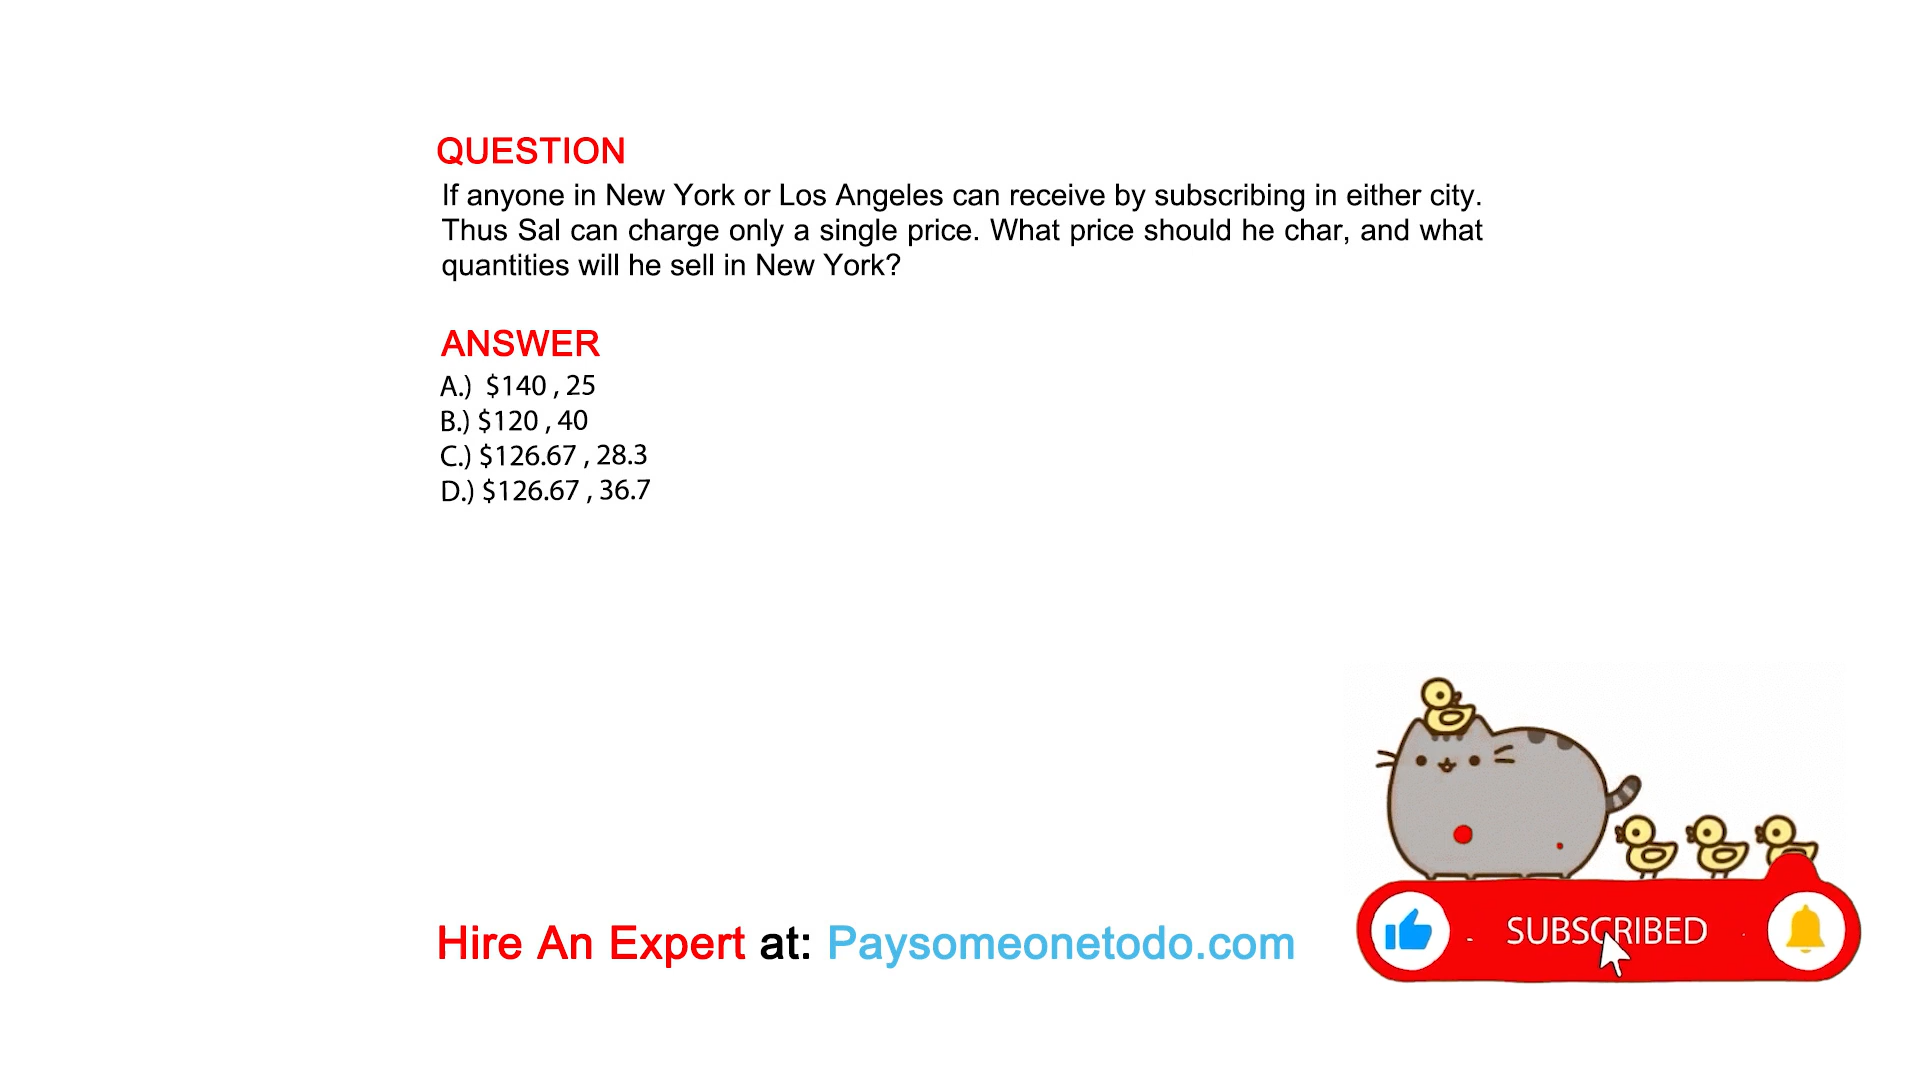 QUESTION
If anyone in New York or Los Angeles can receive by subscribing in either city.
Thus Sal can charge only a single price. What price should he char, and what
quantities will he sell in New York?
ANSWER
A.) $140 , 25
B.) $120 , 40
C.) $126.67 , 28.3
D.) $126.67 , 36.7
Hire An Expert at: Paysomeonetodo.com
SUBSCRIBED